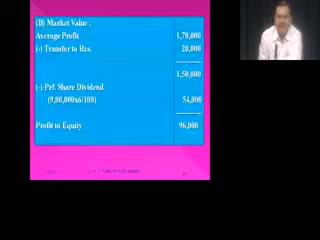 (B) Market Value :
Average Profit 1,70,000
(-) Transfer to Res. 20,000
----------
1,50,000
(-) Prf. Share Dividend
(9,00,000x6/100) 54,000
----------
Profit to Equity 96,000